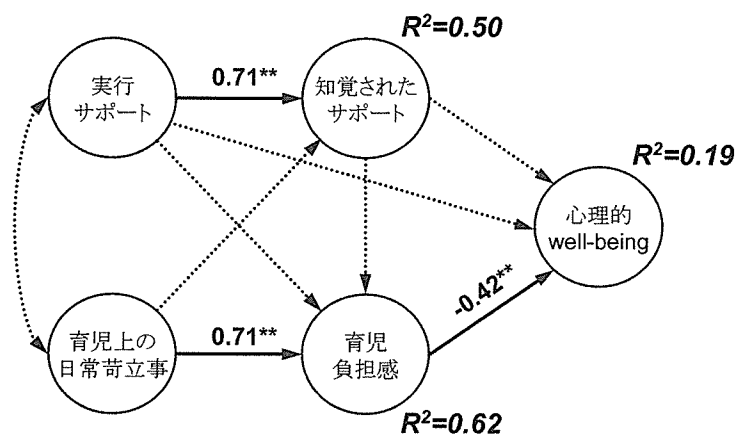 R²=0.50
実行
サポート
0.71**
知覚された
サポート
R²=0.19
心理的
well-being
-0.42**
育児上の
日常苛立事
0.71**
育児
負担感
R²=0.62